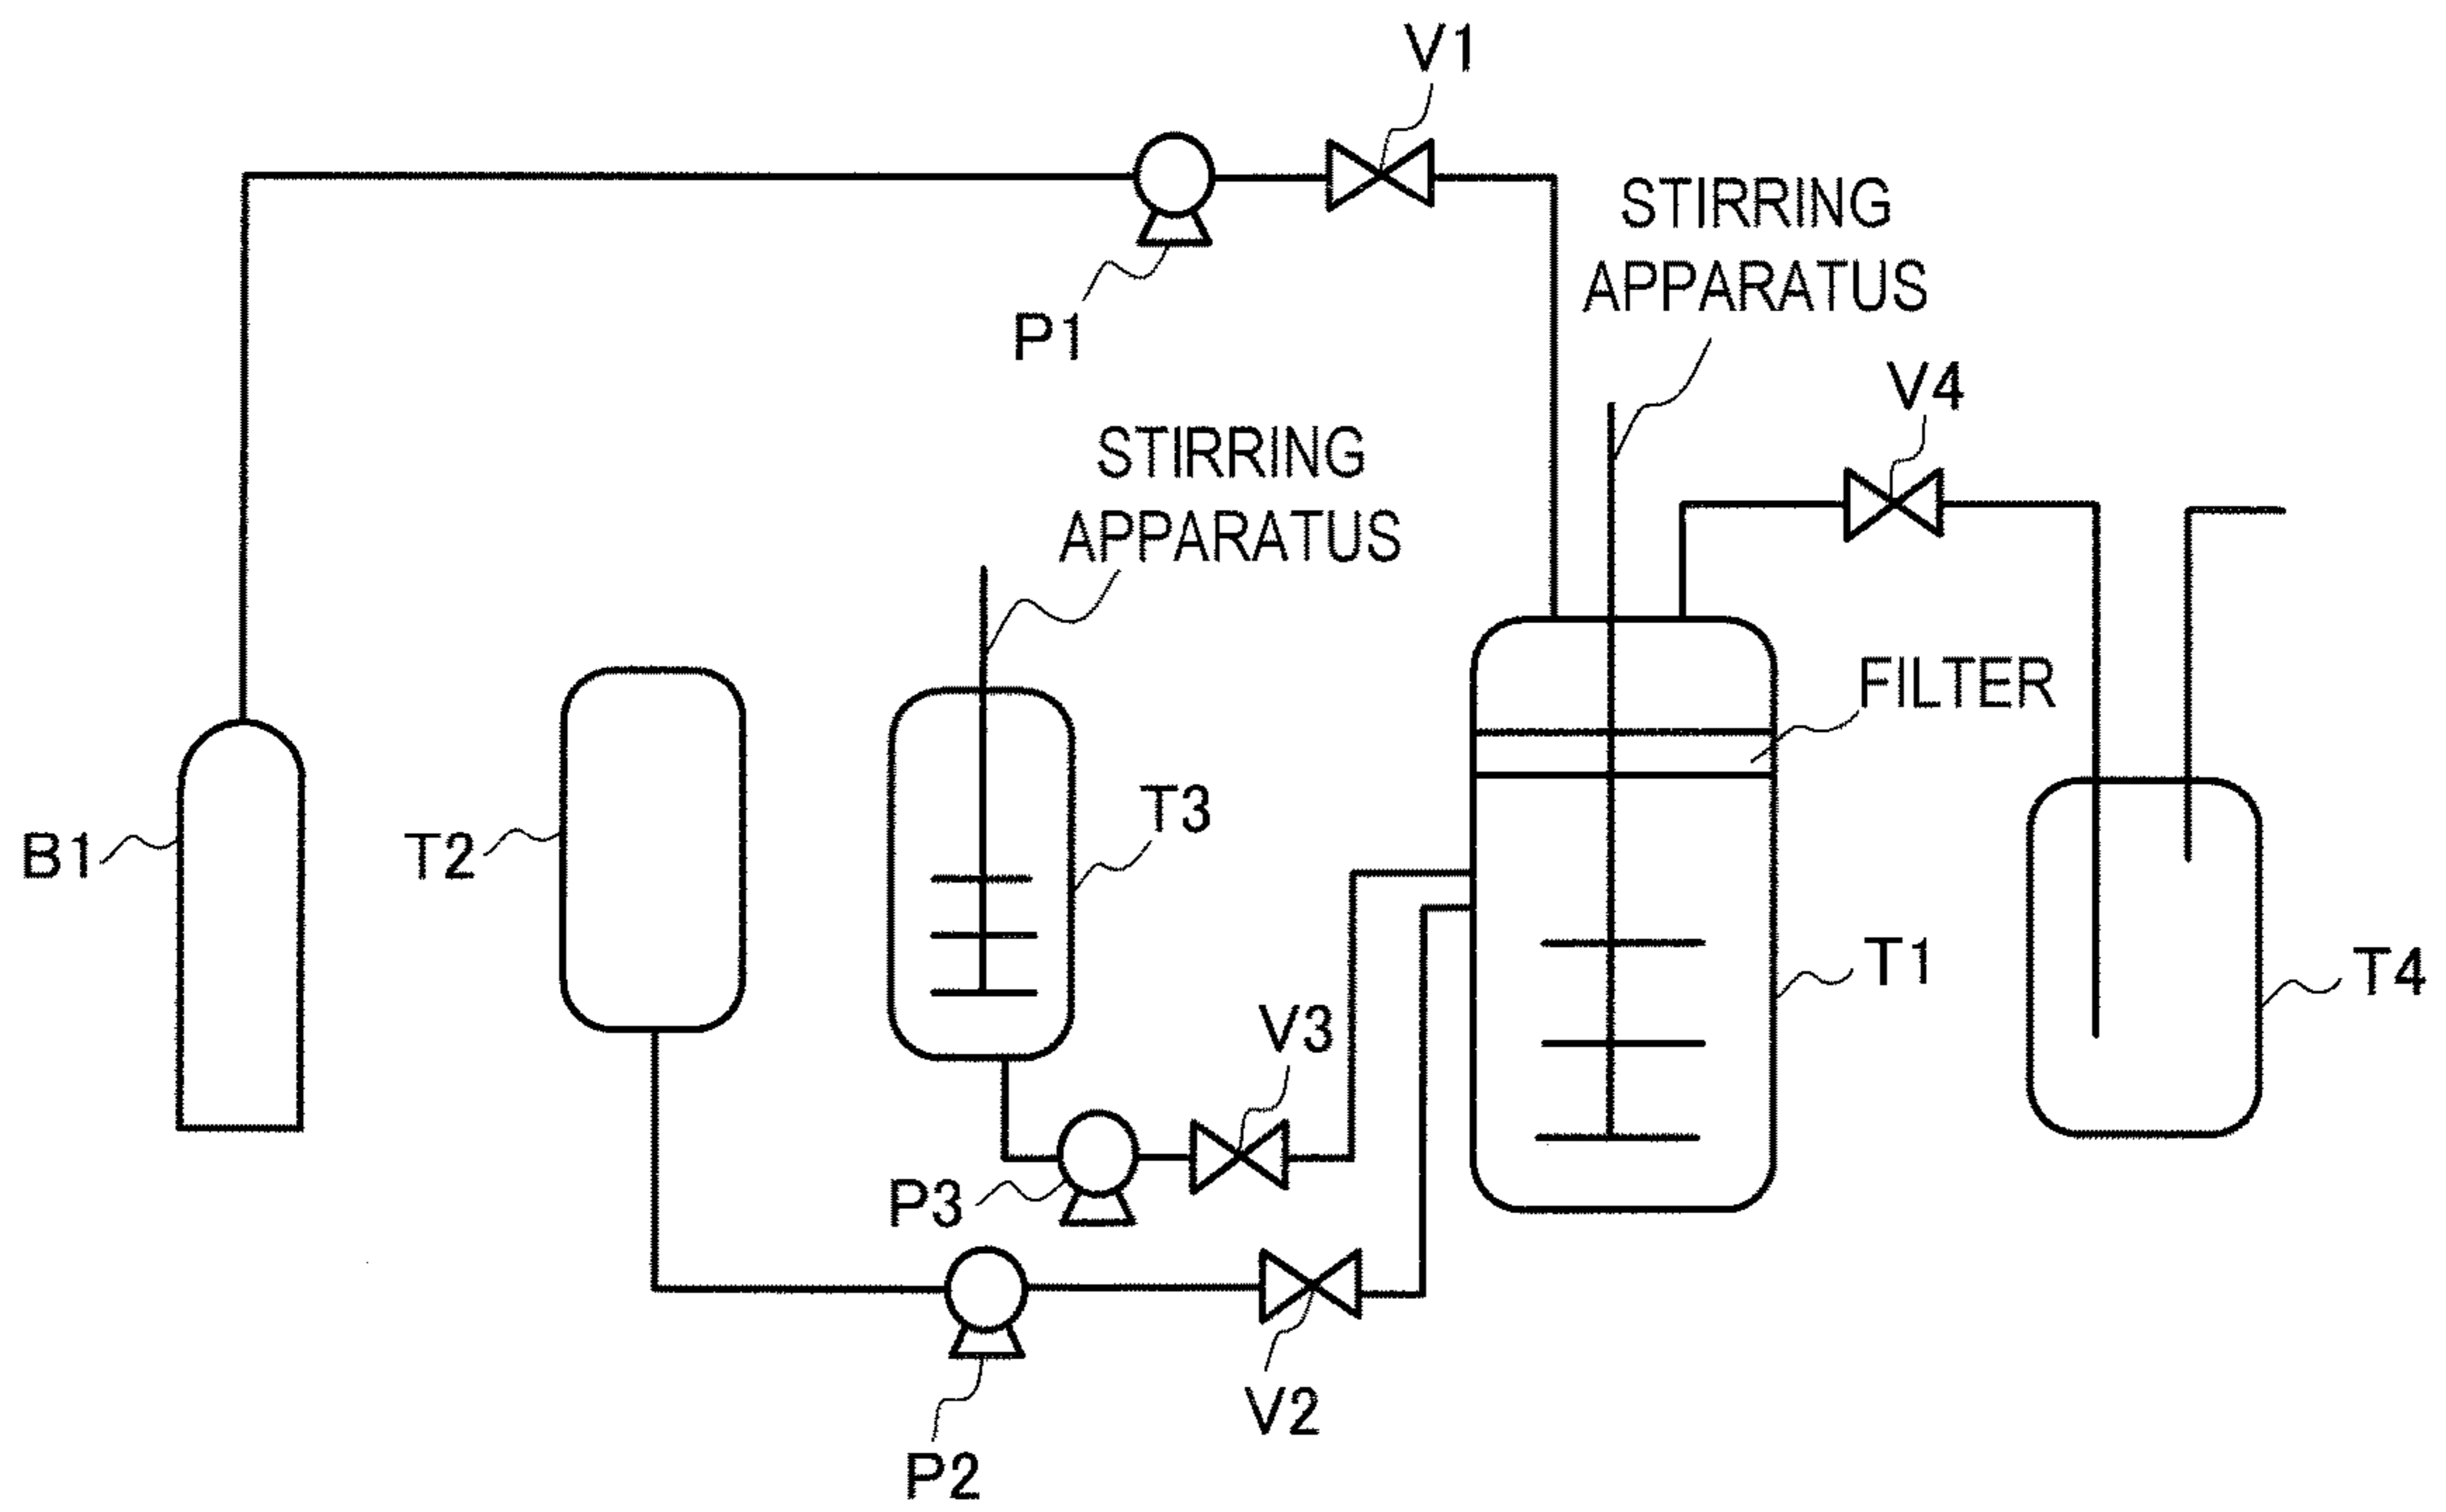 V1
STIRRING
APPARATUS
P1
V4
STIRRING
APPARATUS
FILTER
T3
B1
T2
T1
T4
V3
P3
V2
P2